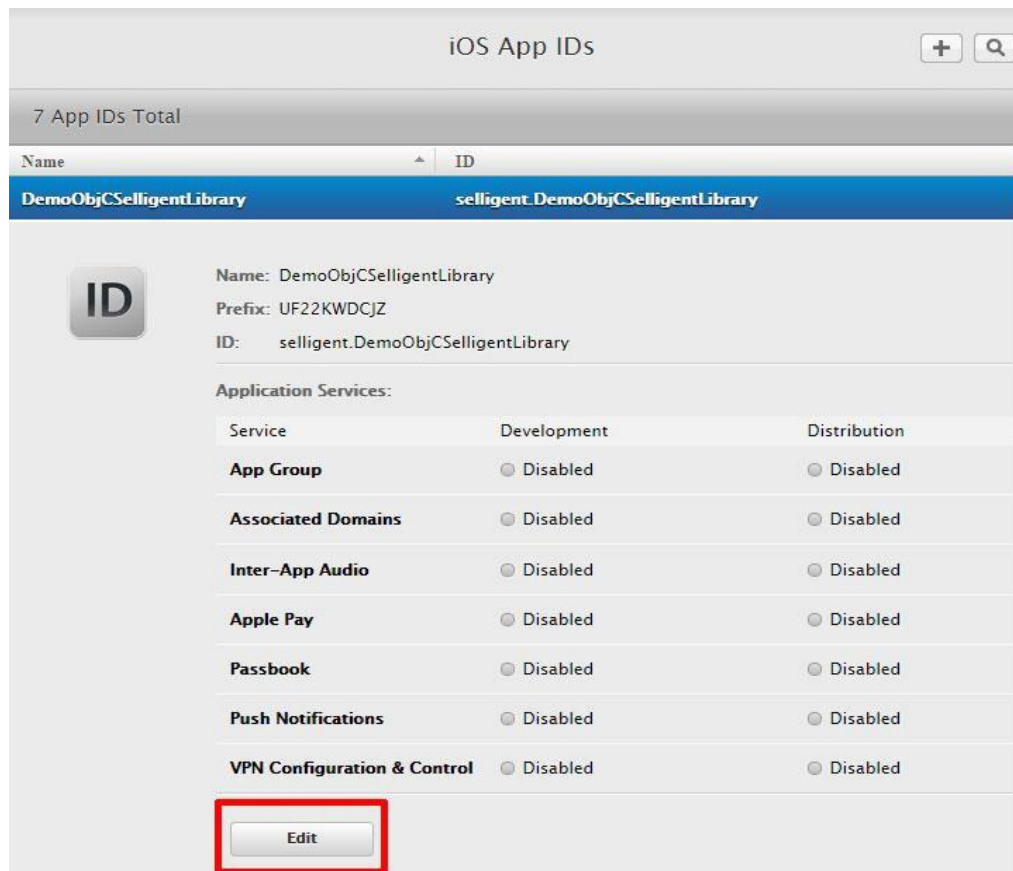 iOS App IDs
7 App IDs Total
Name ID
DemoObjCSelligentLibrary selligent.DemoObjCSelligentLibrary
ID
Name: DemoObjCSelligentLibrary
Prefix: UF22KWDCJZ
ID: selligent.DemoObjCSelligentLibrary
Application Services:
Service Development Distribution
App Group Disabled Disabled
Associated Domains Disabled Disabled
Inter-App Audio Disabled Disabled
Apple Pay Disabled Disabled
Passbook Disabled Disabled
Push Notifications Disabled Disabled
VPN Configuration & Control Disabled Disabled
Edit